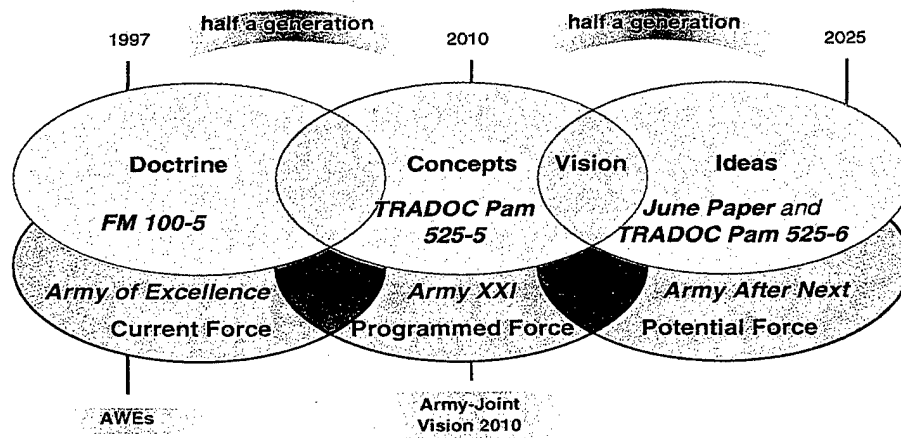 half a generation
half a generation
1997
2010
2025
Doctrine
Concepts
Vision
Ideas
FM 100-5
TRADOC Pam
525-5
June Paper and
TRADOC Pam 525-6
Army of Excellence
Army XXI
Army After Next
Current Force
Programmed Force
Potential Force
AWEs
Army-Joint
Vision 2010